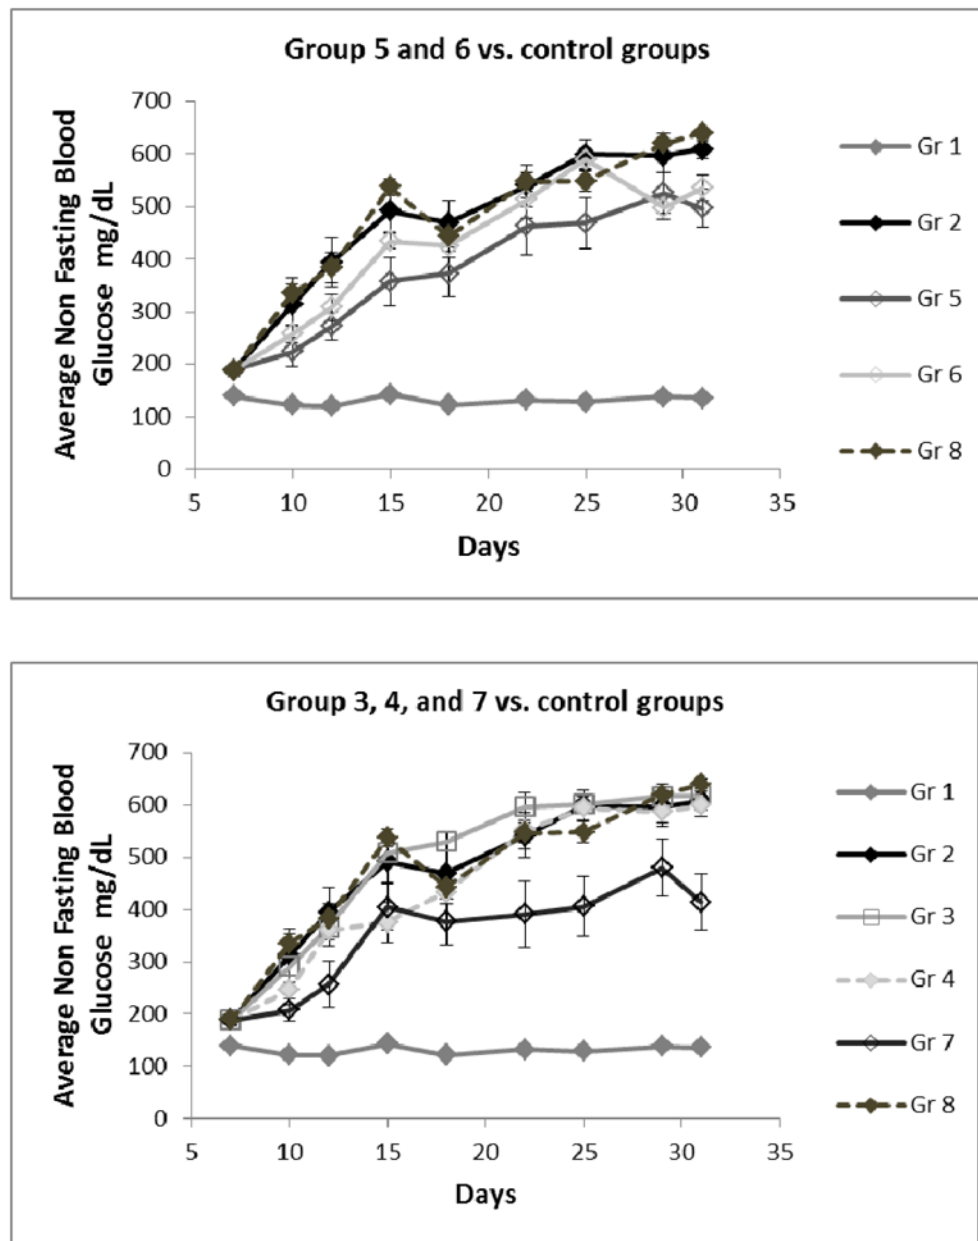 Group 5 and 6 vs. control groups
700
600
500
400
300
200
100
0
Average Non Fasting Blood
Glucose mg/dL
5 10 15 20 25 30 35
Days
Gr 1
Gr 2
Gr 5
Gr 6
Gr 8
Group 3, 4, and 7 vs. control groups
700
600
500
400
300
200
100
0
Average Non Fasting Blood
Glucose mg/dL
5 10 15 20 25 30 35
Days
Gr 1
Gr 2
Gr 3
Gr 4
Gr 7
Gr 8